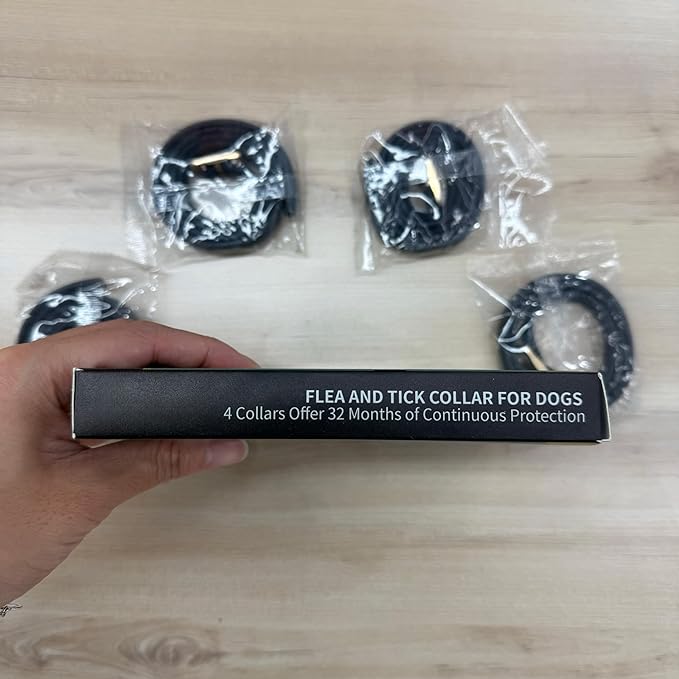 FLEA AND TICK COLLAR FOR DOGS
4 Collars Offer 32 Months of Continuous Protection